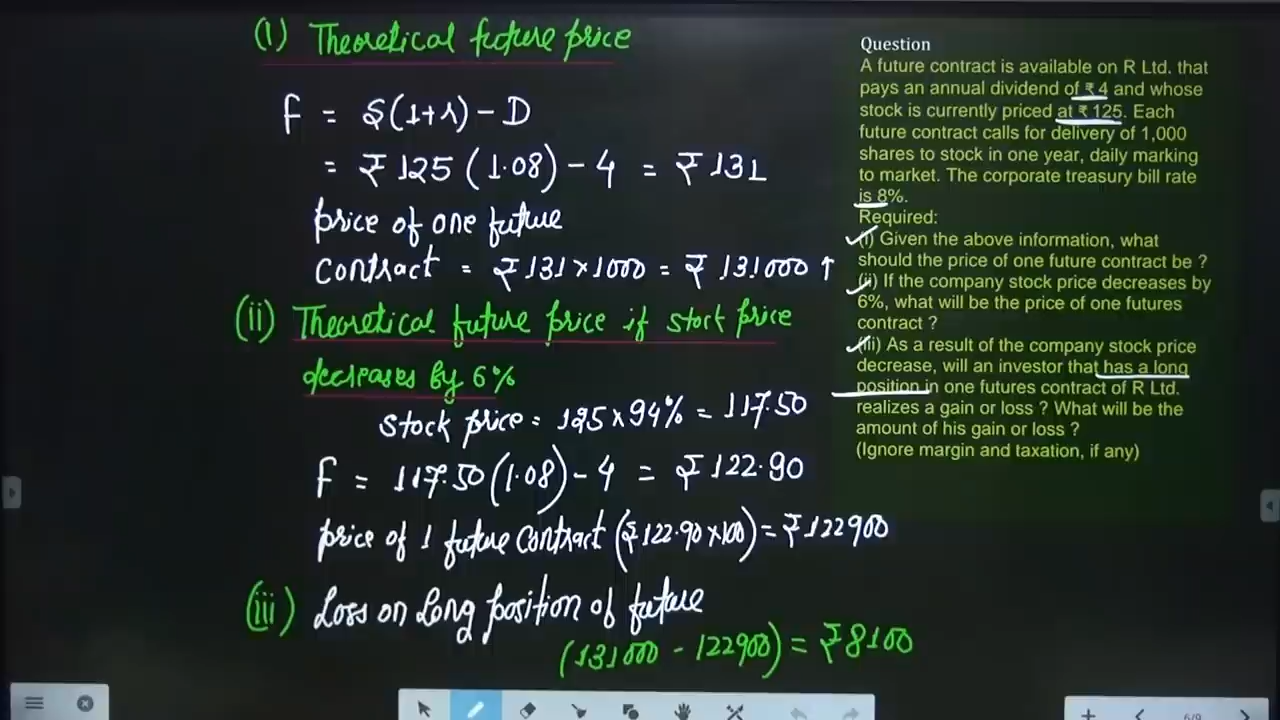 (i) Theoretical future price
F = S(1+r) - D
= ₹125 (1.08) - 4 = ₹131
price of one future
contract = ₹131 × 1000 = ₹131000 ↑
(ii) Theoretical future price if stock price
decreases by 6%
stock price = 125 × 94% = 117.50
F = 117.50 (1.08) - 4 = ₹122.90
price of 1 future contract (₹122.90 × 100) = ₹122900
(iii) Loss on Long position of future
(131000 - 122900) = ₹8100
Question
A future contract is available on R Ltd. that
pays an annual dividend of ₹ 4 and whose
stock is currently priced at ₹ 125. Each
future contract calls for delivery of 1,000
shares to stock in one year, daily marking
to market. The corporate treasury bill rate
is 8%.
Required:
(i) Given the above information, what
should the price of one future contract be ?
(ii) If the company stock price decreases by
6%, what will be the price of one futures
contract ?
(iii) As a result of the company stock price
decrease, will an investor that has a long
position in one futures contract of R Ltd.
realizes a gain or loss ? What will be the
amount of his gain or loss ?
(Ignore margin and taxation, if any)